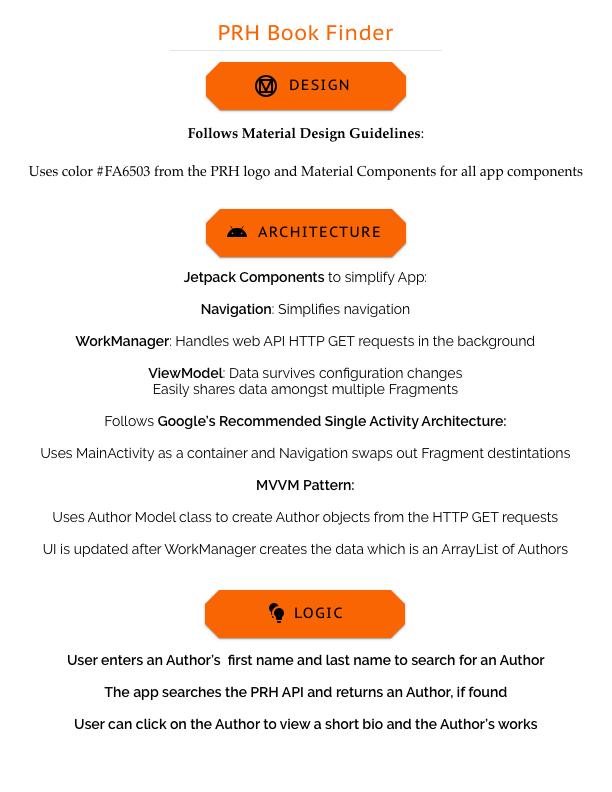 PRH Book Finder
DESIGN
Follows Material Design Guidelines:
Uses color #FA6503 from the PRH logo and Material Components for all app components
ARCHITECTURE
Jetpack Components to simplify App:
Navigation: Simplifies navigation
WorkManager: Handles web API HTTP GET requests in the background
ViewModel: Data survives configuration changes
Easily shares data amongst multiple Fragments
Follows Google's Recommended Single Activity Architecture:
Uses MainActivity as a container and Navigation swaps out Fragment destintations
MVVM Pattern:
Uses Author Model class to create Author objects from the HTTP GET requests
UI is updated after WorkManager creates the data which is an ArrayList of Authors
LOGIC
User enters an Author's  first name and last name to search for an Author
The app searches the PRH API and returns an Author, if found
User can click on the Author to view a short bio and the Author's works